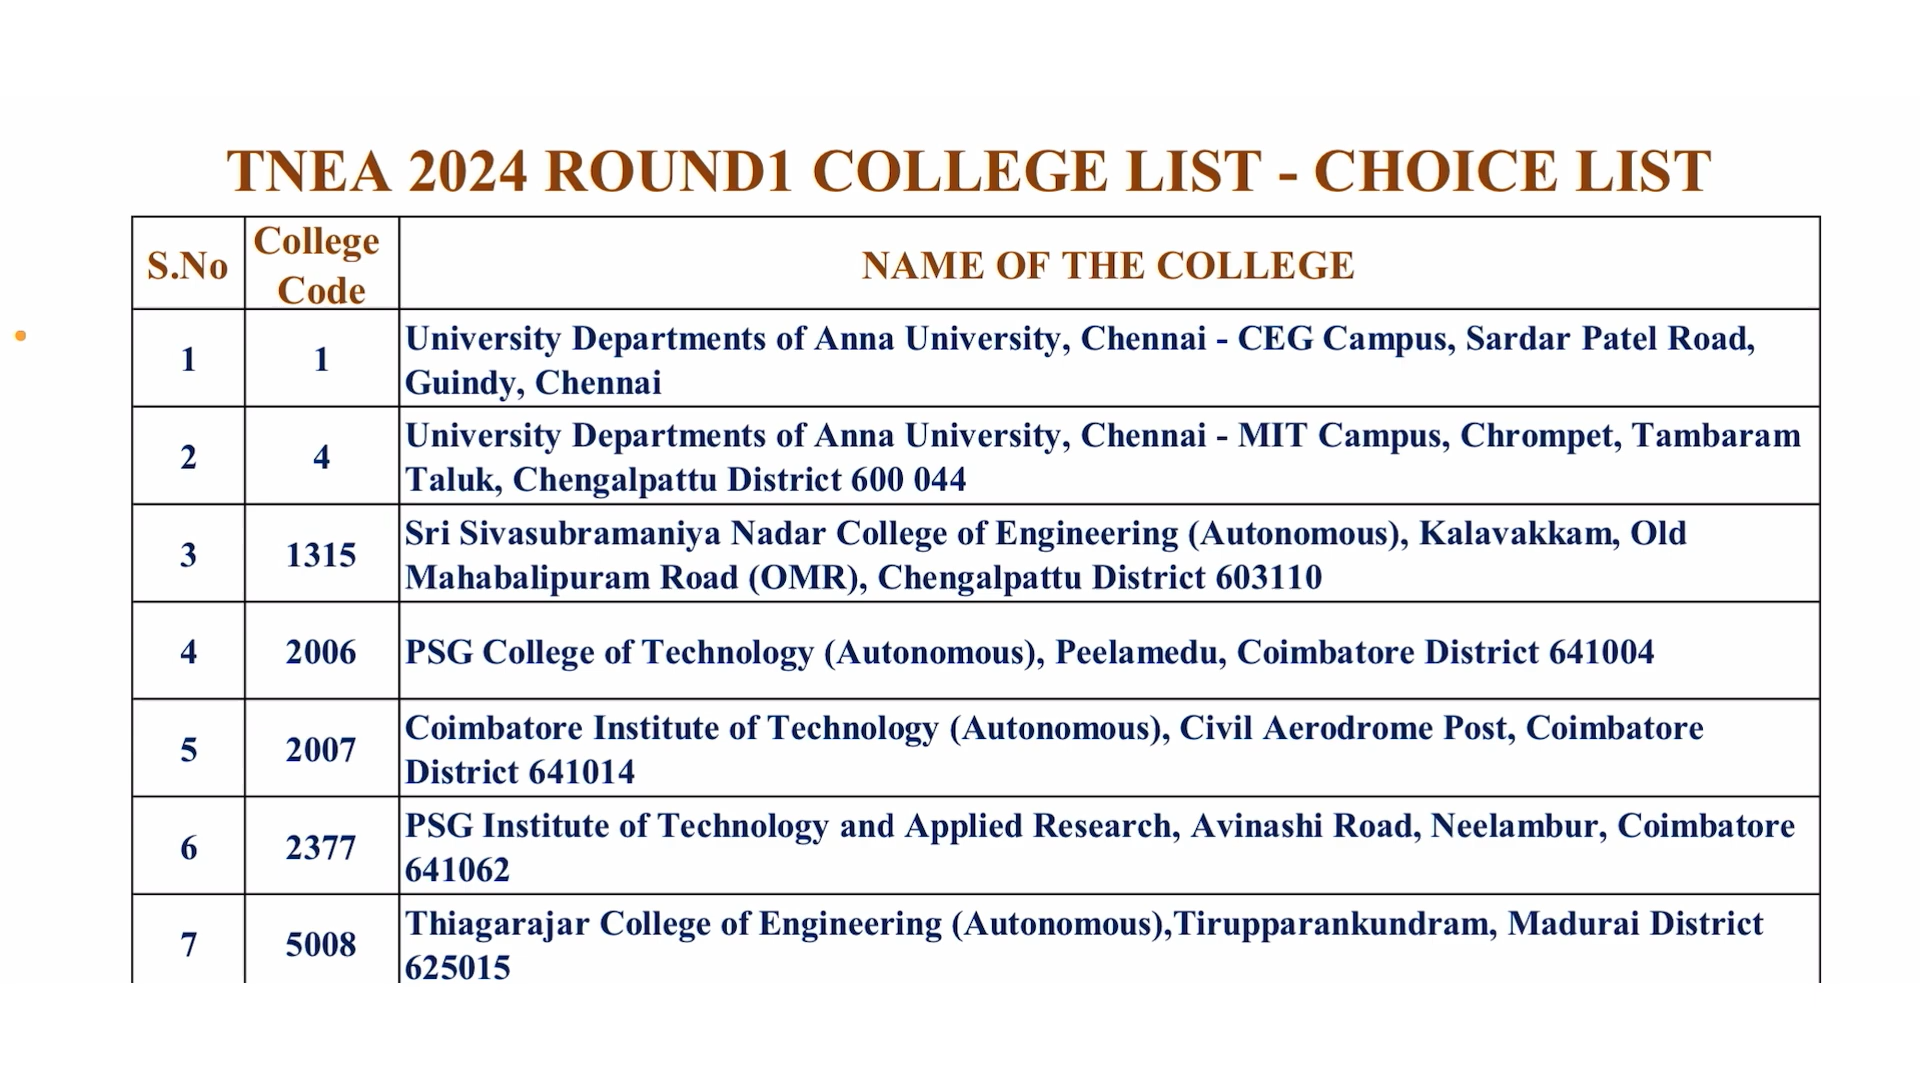 TNEA 2024 ROUND1 COLLEGE LIST - CHOICE LIST
S.No
College
Code
NAME OF THE COLLEGE
1
1
University Departments of Anna University, Chennai - CEG Campus, Sardar Patel Road,
Guindy, Chennai
2
4
University Departments of Anna University, Chennai - MIT Campus, Chrompet, Tambaram
Taluk, Chengalpattu District 600 044
3
1315
Sri Sivasubramaniya Nadar College of Engineering (Autonomous), Kalavakkam, Old
Mahabalipuram Road (OMR), Chengalpattu District 603110
4
2006
PSG College of Technology (Autonomous), Peelamedu, Coimbatore District 641004
5
2007
Coimbatore Institute of Technology (Autonomous), Civil Aerodrome Post, Coimbatore
District 641014
6
2377
PSG Institute of Technology and Applied Research, Avinashi Road, Neelambur, Coimbatore
641062
7
5008
Thiagarajar College of Engineering (Autonomous),Tirupparankundram, Madurai District
625015